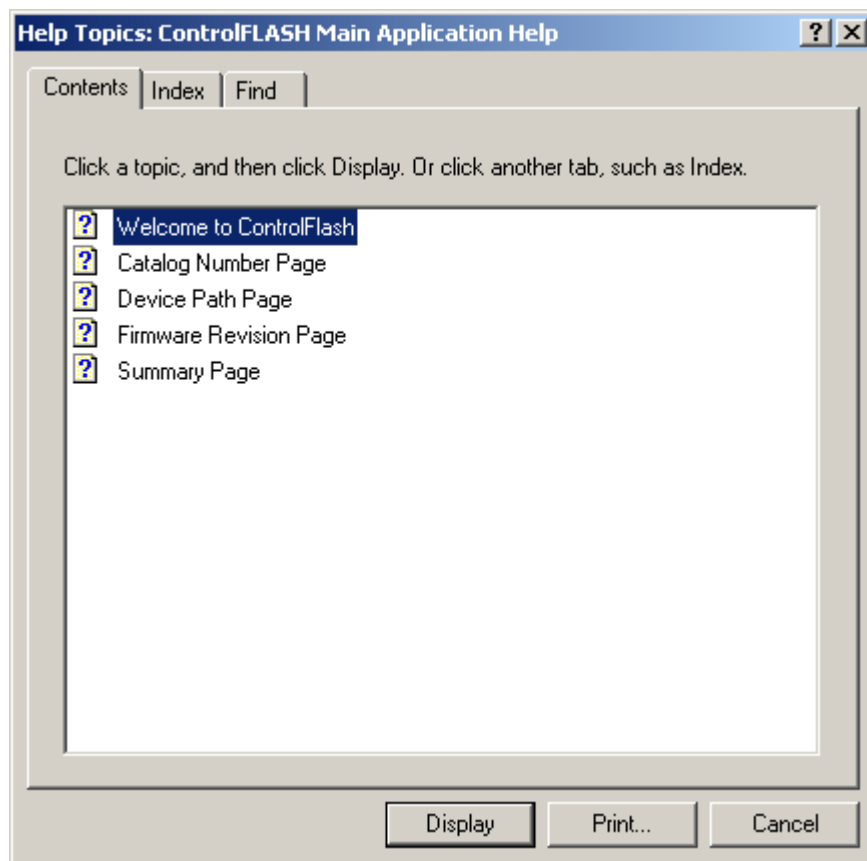 Help Topics: ControlFLASH Main Application Help
Contents Index Find
Click a topic, and then click Display. Or click another tab, such as Index.
Welcome to ControlFlash
Catalog Number Page
Device Path Page
Firmware Revision Page
Summary Page
Display Print... Cancel